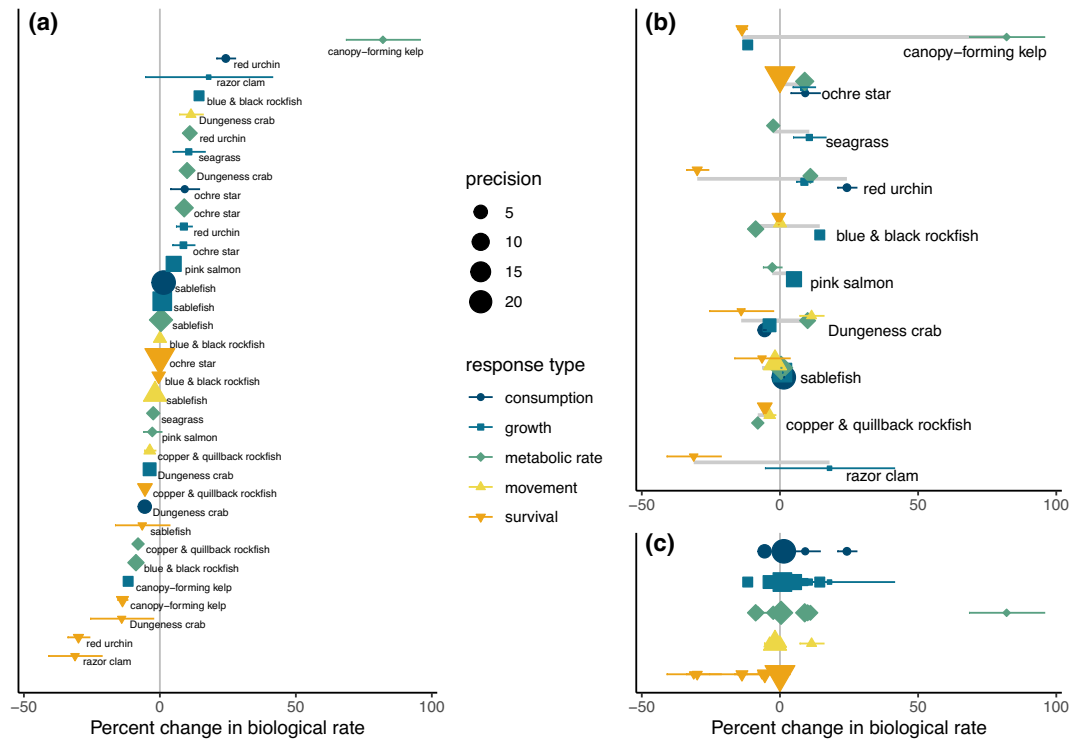 (a)
canopy−forming kelp
red urchin
razor clam
blue & black rockfish
Dungeness crab
red urchin
seagrass
Dungeness crab
ochre star
ochre star
red urchin
ochre star
pink salmon
sablefish
sablefish
sablefish
blue & black rockfish
ochre star
blue & black rockfish
sablefish
seagrass
pink salmon
copper & quillback rockfish
Dungeness crab
copper & quillback rockfish
Dungeness crab
sablefish
copper & quillback rockfish
blue & black rockfish
canopy−forming kelp
canopy−forming kelp
Dungeness crab
red urchin
razor clam
−50 0 50 100
Percent change in biological rate
precision
5
10
15
20
response type
consumption
growth
metabolic rate
movement
survival
(b)
canopy−forming kelp
ochre star
seagrass
red urchin
blue & black rockfish
pink salmon
Dungeness crab
sablefish
copper & quillback rockfish
razor clam
−50 0 50 100
(c)
−50 0 50 100
Percent change in biological rate